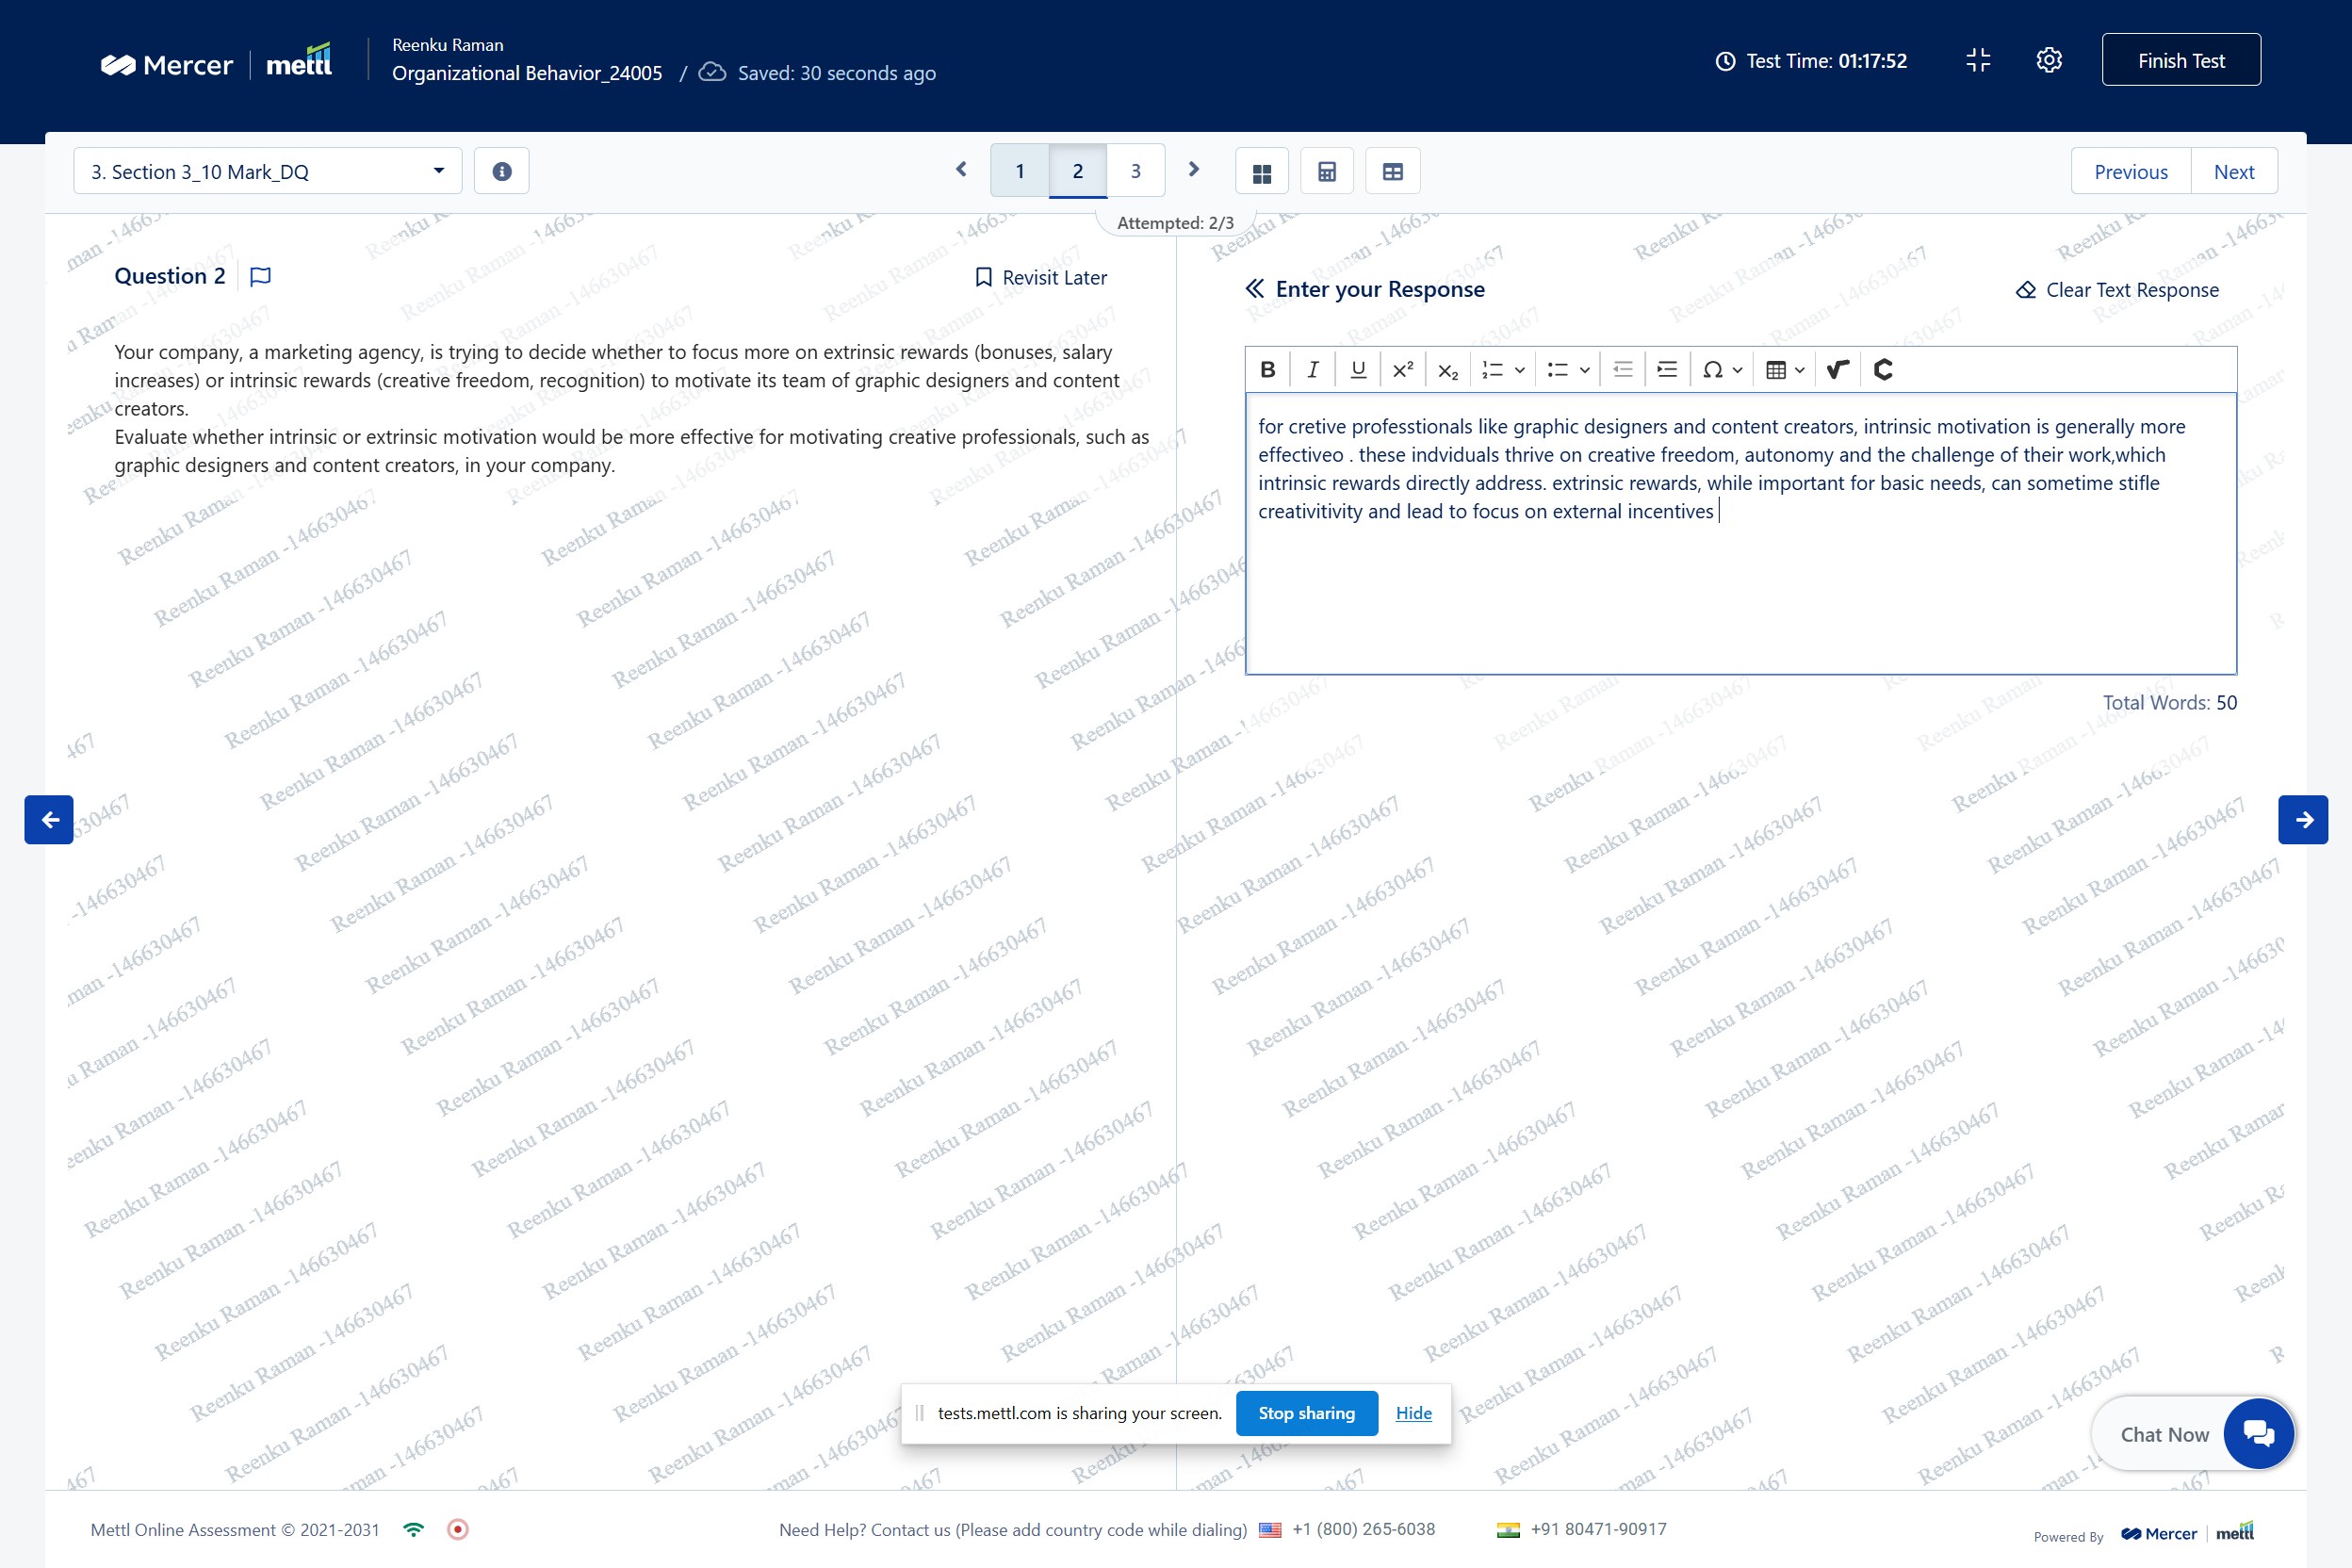 Mercer | mettl
Reenku Raman
Organizational Behavior_24005 / Saved: 30 seconds ago
Test Time: 01:17:52
Finish Test
3. Section 3_10 Mark_DQ
1 2 3
Previous Next
Attempted: 2/3
Question 2
Revisit Later
Your company, a marketing agency, is trying to decide whether to focus more on extrinsic rewards (bonuses, salary
increases) or intrinsic rewards (creative freedom, recognition) to motivate its team of graphic designers and content
creators.
Evaluate whether intrinsic or extrinsic motivation would be more effective for motivating creative professionals, such as
graphic designers and content creators, in your company.
Enter your Response
Clear Text Response
B I U x² x₂ Ω
for cretive professtionals like graphic designers and content creators, intrinsic motivation is generally more
effectiveo . these indviduals thrive on creative freedom, autonomy and the challenge of their work,which
intrinsic rewards directly address. extrinsic rewards, while important for basic needs, can sometime stifle
creativitivity and lead to focus on external incentives
Total Words: 50
Reenku Raman -146630467
tests.mettl.com is sharing your screen. Stop sharing Hide
Chat Now
Mettl Online Assessment © 2021-2031
Need Help? Contact us (Please add country code while dialing) +1 (800) 265-6038 +91 80471-90917
Powered By Mercer | mettl